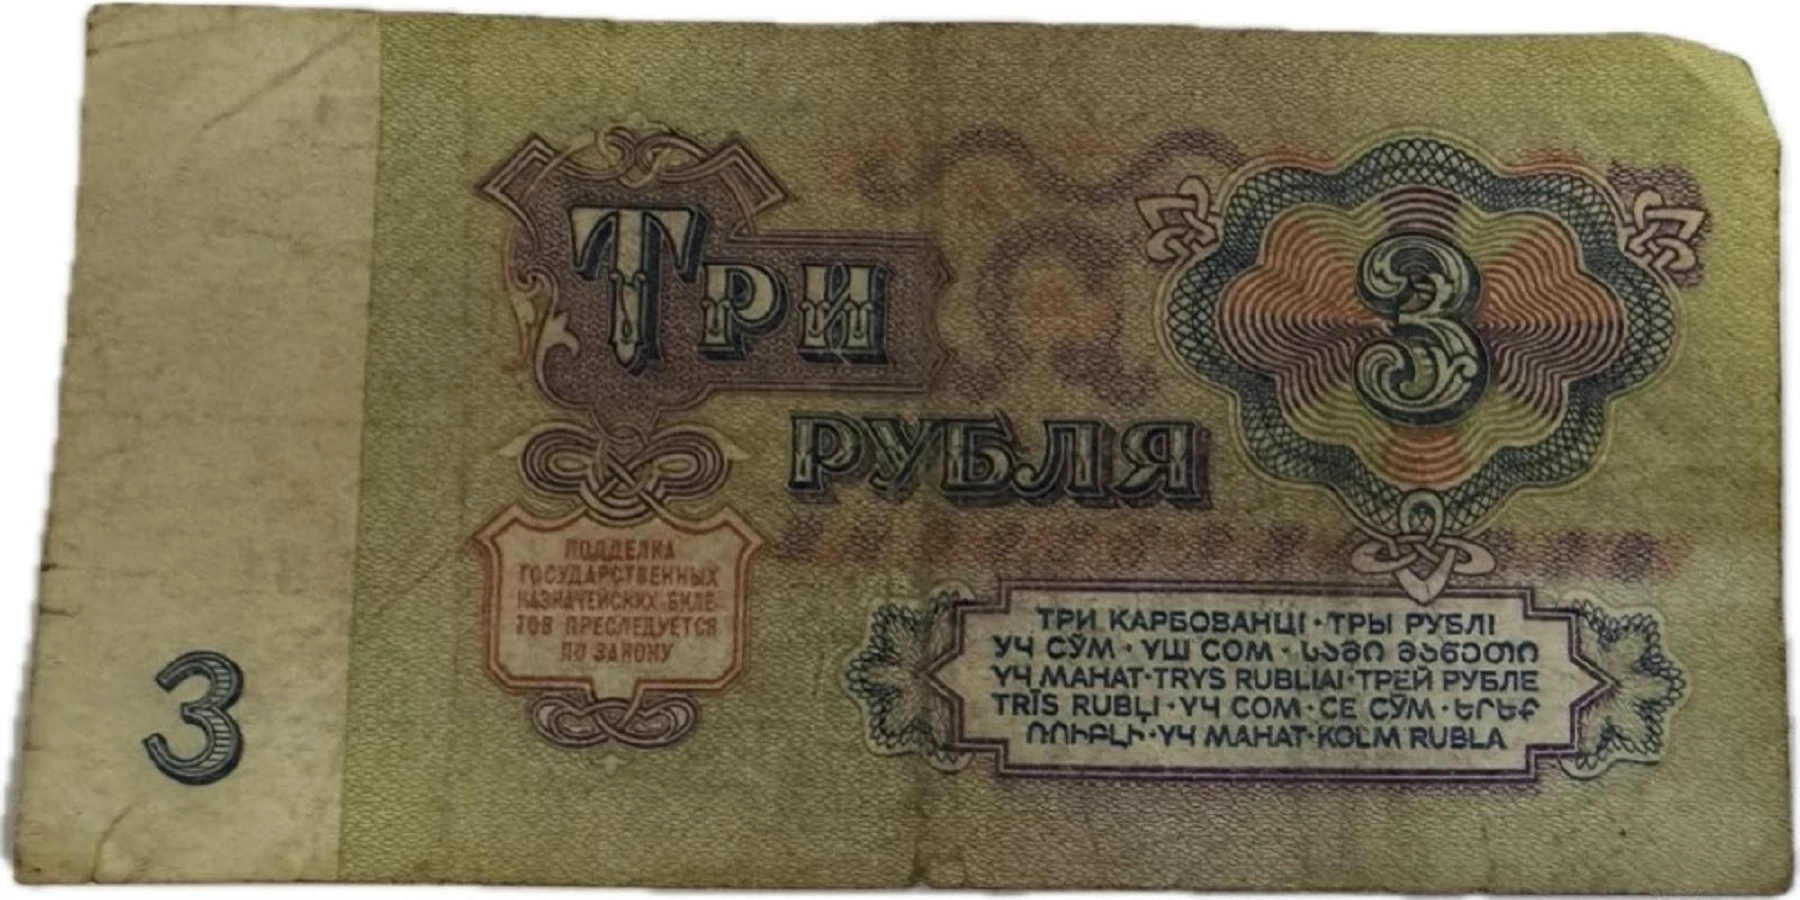 ТРИ
РУБЛЯ
3
ПОДДЕЛКА
ГОСУДАРСТВЕННЫХ
КАЗНАЧЕЙСКИХ БИЛЕ-
ТОВ ПРЕСЛЕДУЕТСЯ
ПО ЗАКОНУ
3
ТРИ КАРБОВАНЦІ · ТРЫ РУБЛІ
УЧ СЎМ · ҮШ СОМ · ᲡᲐᲛᲘ ᲛᲐᲜᲔᲗᲘ
ҮЧ МАНАТ · TRYS RUBLIAI · ТРЕЙ РУБЛЕ
TRĪS RUBĻI · ҮЧ СОМ · СЕ СЎМ · ԵՐԵՔ
ՌՈՒԲԼԻ · ҮЧ МАНАТ · KOLM RUBLA